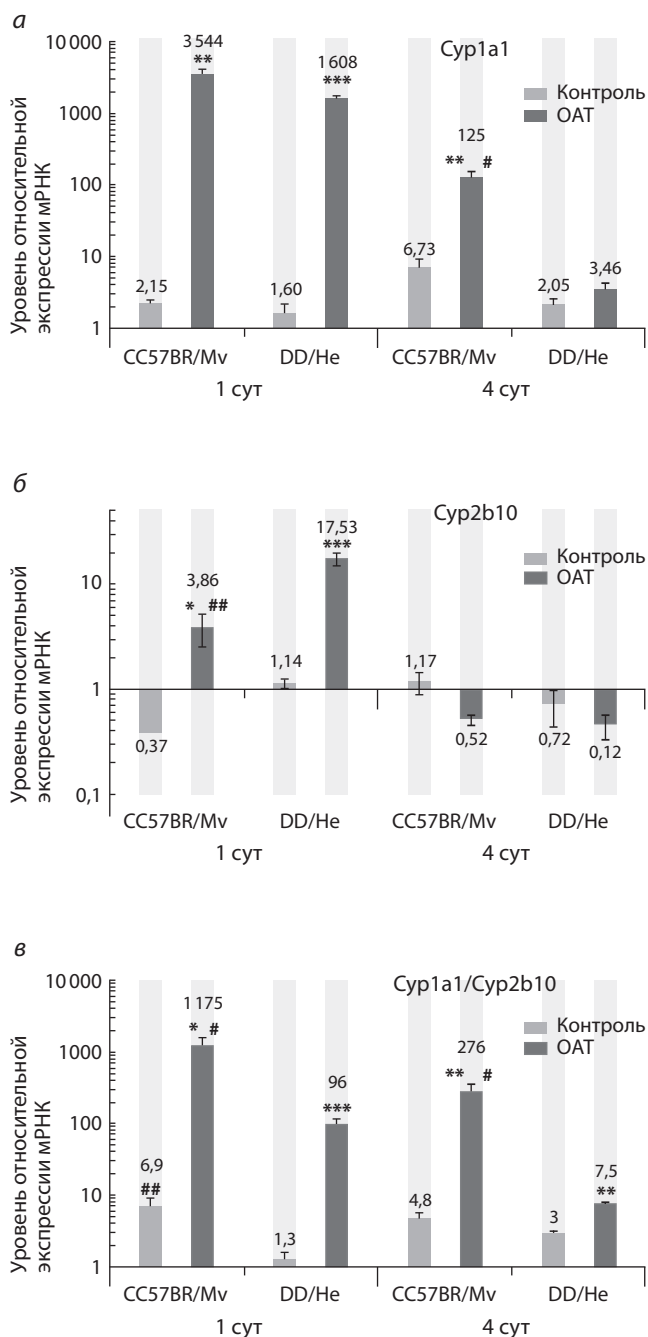 а
Уровень относительной
экспрессии мРНК
Cyp1a1
Контроль
ОАТ
10 000
1000
100
10
1
2,15
3 544
**
1,60
1 608
***
6,73
125
** #
2,05
3,46
CC57BR/Mv DD/He CC57BR/Mv DD/He
1 сут 4 сут
б
Уровень относительной
экспрессии мРНК
Cyp2b10
Контроль
ОАТ
10
1
0,1
0,37
3,86
* ##
1,14
17,53
***
1,17
0,52
0,72
0,12
CC57BR/Mv DD/He CC57BR/Mv DD/He
1 сут 4 сут
в
Уровень относительной
экспрессии мРНК
Cyp1a1/Cyp2b10
Контроль
ОАТ
10 000
1000
100
10
1
6,9
##
1 175
* #
1,3
96
***
4,8
276
** #
3
7,5
**
CC57BR/Mv DD/He CC57BR/Mv DD/He
1 сут 4 сут